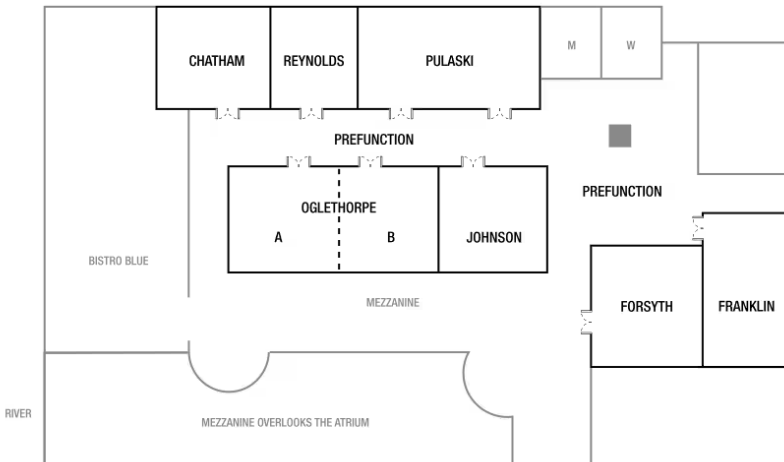 CHATHAM
REYNOLDS
PULASKI
M
W
PREFUNCTION
PREFUNCTION
OGLETHORPE
A
B
JOHNSON
BISTRO BLUE
MEZZANINE
FORSYTH
FRANKLIN
RIVER
MEZZANINE OVERLOOKS THE ATRIUM